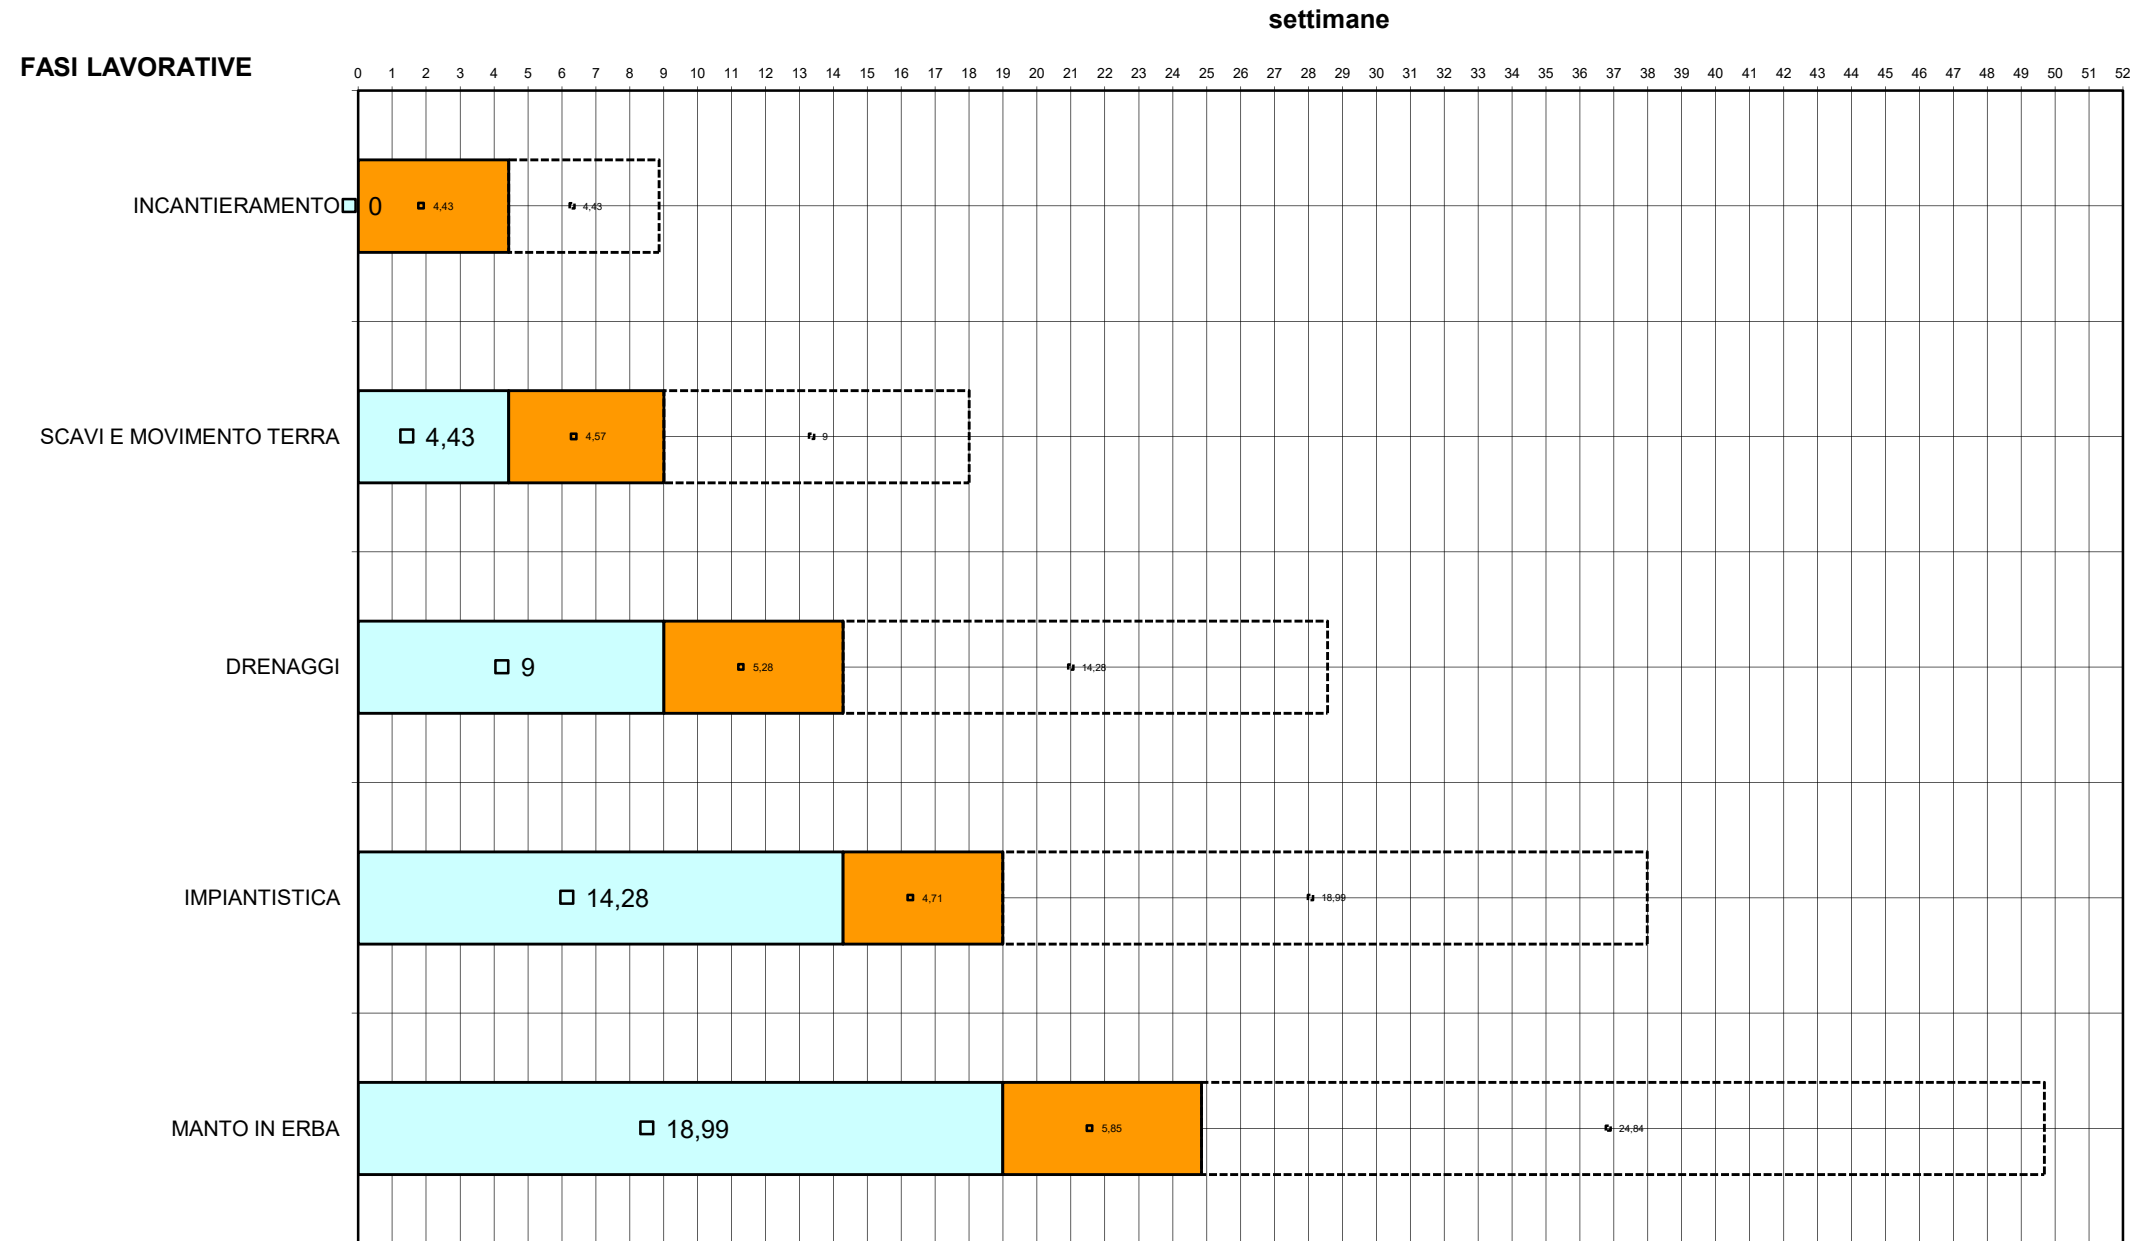 settimane
FASI LAVORATIVE
0 1 2 3 4 5 6 7 8 9 10 11 12 13 14 15 16 17 18 19 20 21 22 23 24 25 26 27 28 29 30 31 32 33 34 35 36 37 38 39 40 41 42 43 44 45 46 47 48 49 50 51 52
INCANTIERAMENTO 0 4,43 4,43
SCAVI E MOVIMENTO TERRA 4,43 4,57 9
DRENAGGI 9 5,28 14,28
IMPIANTISTICA 14,28 4,71 18,99
MANTO IN ERBA 18,99 5,85 24,84